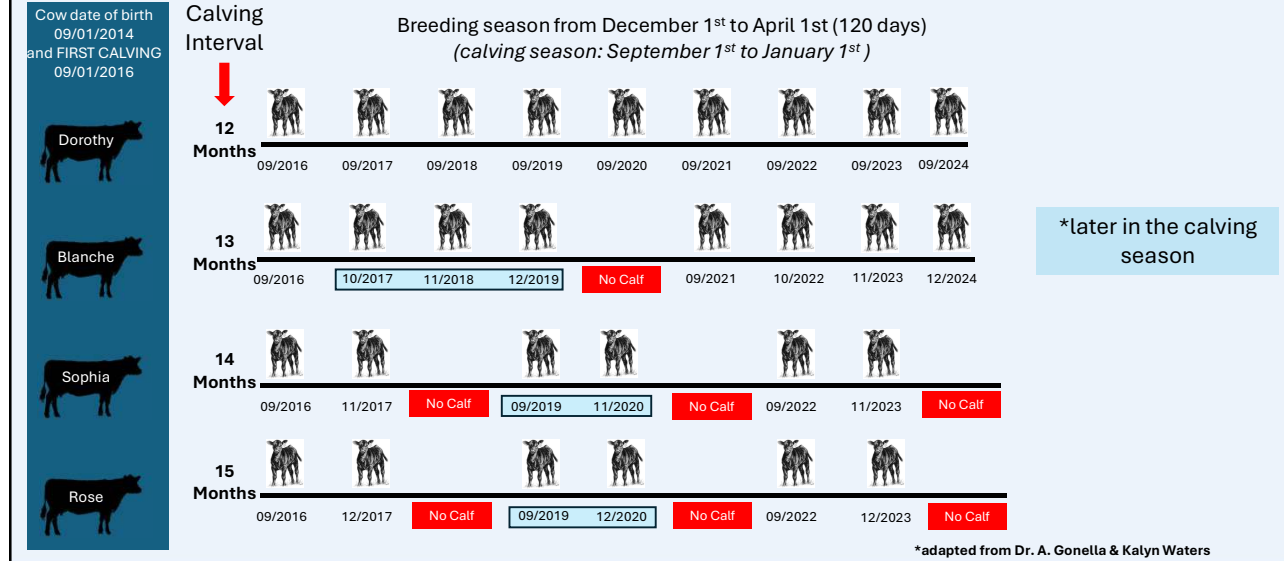 Cow date of birth
09/01/2014
and FIRST CALVING
09/01/2016
Calving
Interval
Breeding season from December 1st to April 1st (120 days)
(calving season: September 1st to January 1st )
Dorothy
12
Months
09/2016 09/2017 09/2018 09/2019 09/2020 09/2021 09/2022 09/2023 09/2024
Blanche
13
Months
09/2016 10/2017 11/2018 12/2019 No Calf 09/2021 10/2022 11/2023 12/2024
*later in the calving
season
Sophia
14
Months
09/2016 11/2017 No Calf 09/2019 11/2020 No Calf 09/2022 11/2023 No Calf
Rose
15
Months
09/2016 12/2017 No Calf 09/2019 12/2020 No Calf 09/2022 12/2023 No Calf
*adapted from Dr. A. Gonella & Kalyn Waters